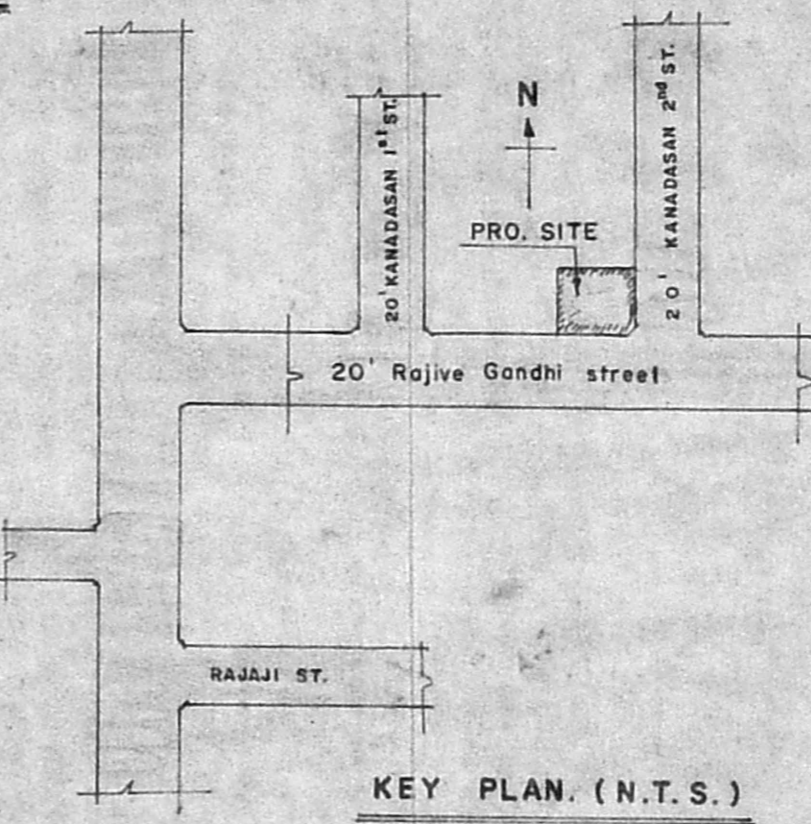 20' KANADASAN 1st ST.
N
20' KANADASAN 2nd ST.
PRO. SITE
20' Rajive Gandhi street
RAJAJI ST.
KEY PLAN. (N.T.S.)